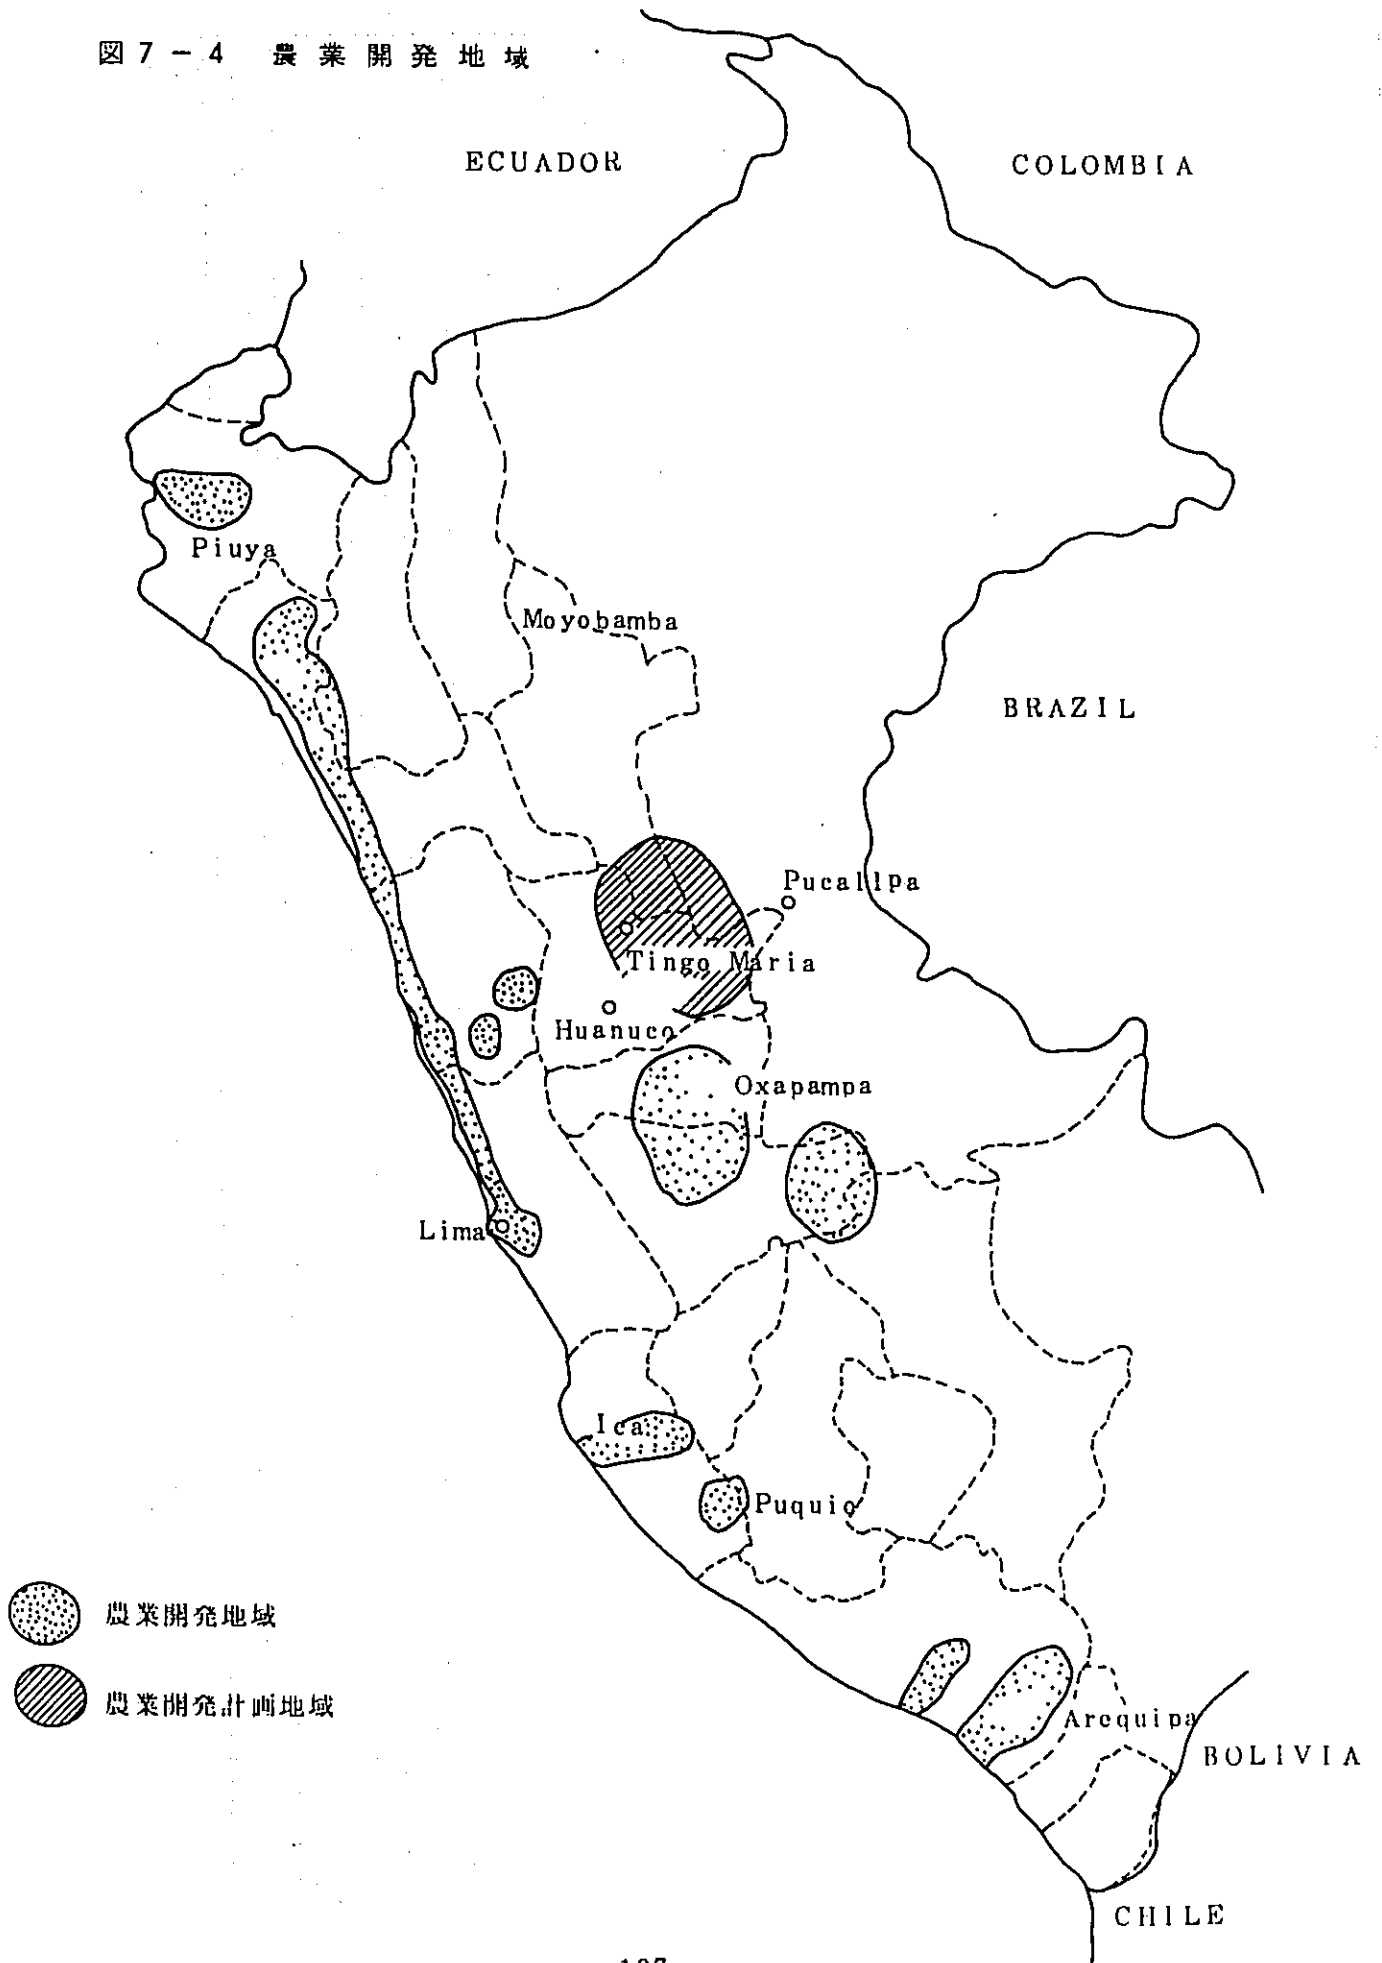 図7-4 農業開発地域
ECUADOR
COLOMBIA
Piuya
Moyobamba
BRAZIL
Pucallpa
Tingo Maria
Huanuco
Oxapampa
Lima
Ica
Puquio
農業開発地域
農業開発計画地域
Arequipa
BOLIVIA
CHILE